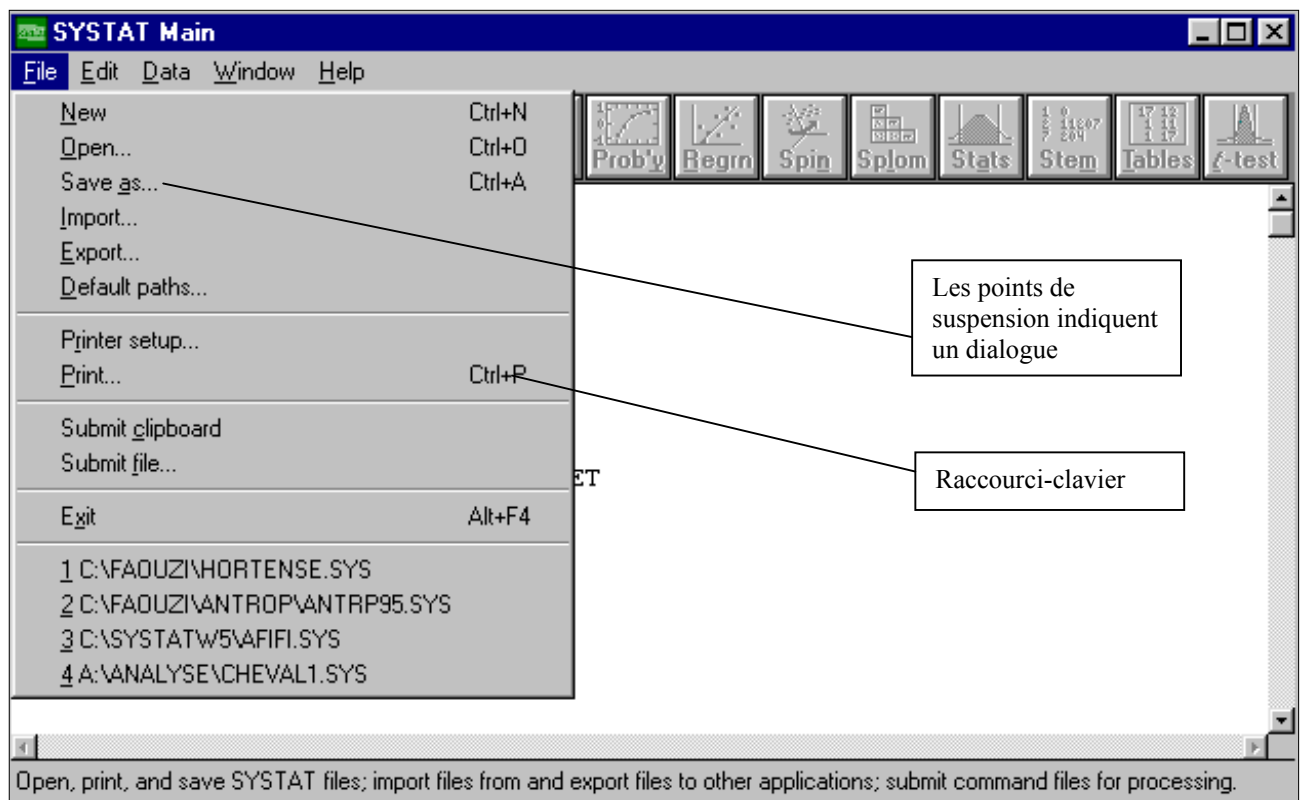 SYSTAT Main
File Edit Data Window Help
New Ctrl+N
Open... Ctrl+O
Save as... Ctrl+A
Import...
Export...
Default paths...
Printer setup...
Print... Ctrl+P
Submit clipboard
Submit file...
Exit Alt+F4
1 C:\FAOUZI\HORTENSE.SYS
2 C:\FAOUZI\ANTROP\ANTRP95.SYS
3 C:\SYSTATW5\AFIFI.SYS
4 A:\ANALYSE\CHEVAL1.SYS
Prob'y Regrn Spin Splom Stats Stem Tables t-test
Les points de
suspension indiquent
un dialogue
ET
Raccourci-clavier
Open, print, and save SYSTAT files; import files from and export files to other applications; submit command files for processing.